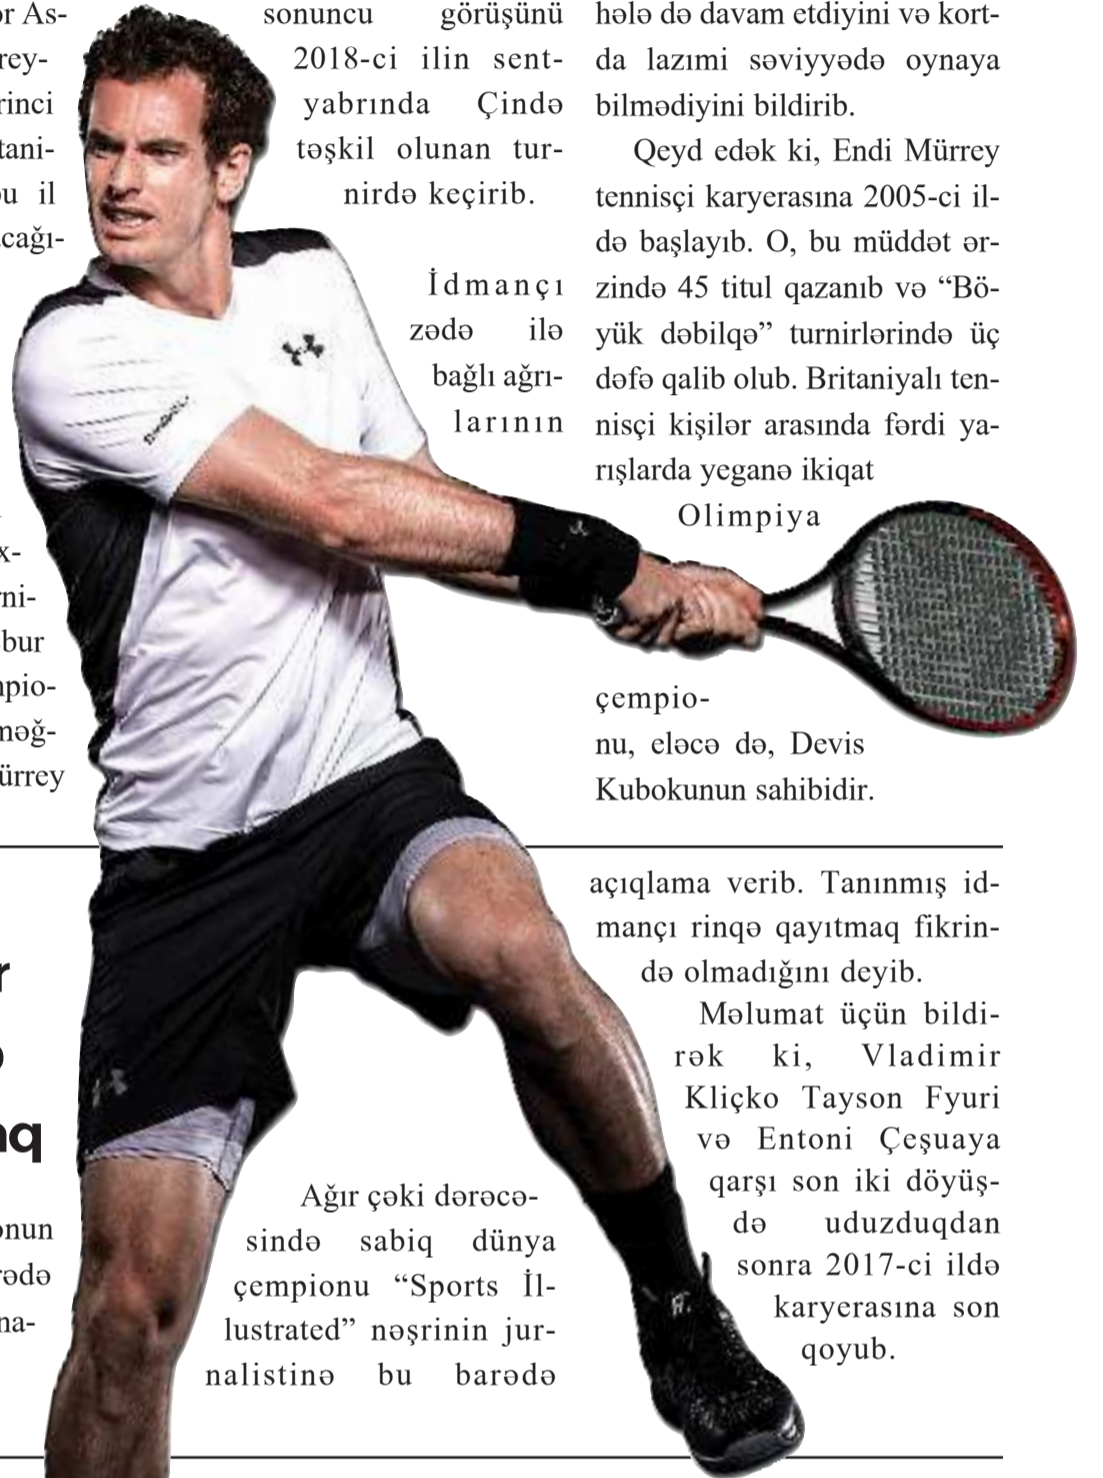 sonuncu görüşünü
2018-ci ilin sent-
yabrında Çində
təşkil olunan tur-
nirdə keçirib.
İdmançı
zədə ilə
bağlı ağrı-
larının
hələ də davam etdiyini və kort-
da lazımi səviyyədə oynaya
bilmədiyini bildirib.
Qeyd edək ki, Endi Mürrey
tennisçi karyerasına 2005-ci il-
də başlayıb. O, bu müddət ər-
zində 45 titul qazanıb və “Bö-
yük dəbilqə” turnirlərində üç
dəfə qalib olub. Britaniyalı ten-
nisçi kişilər arasında fərdi ya-
rışlarda yeganə ikiqat
Olimpiya
çempio-
nu, eləcə də, Devis
Kubokunun sahibidir.
Ağır çəki dərəcə-
sində sabiq dünya
çempionu “Sports İl-
lustrated” nəşrinin jur-
nalistinə bu barədə
açıqlama verib. Tanınmış id-
mançı rinqə qayıtmaq fikrin-
də olmadığını deyib.
Məlumat üçün bildi-
rək ki, Vladimir
Kliçko Tayson Fyuri
və Entoni Çeşuaya
qarşı son iki döyüş-
də uduzduqdan
sonra 2017-ci ildə
karyerasına son
qoyub.